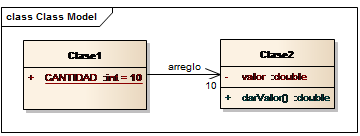 class Class Model
Clase1
+ CANTIDAD :int = 10
arreglo
10
Clase2
- valor :double
+ darValor() :double